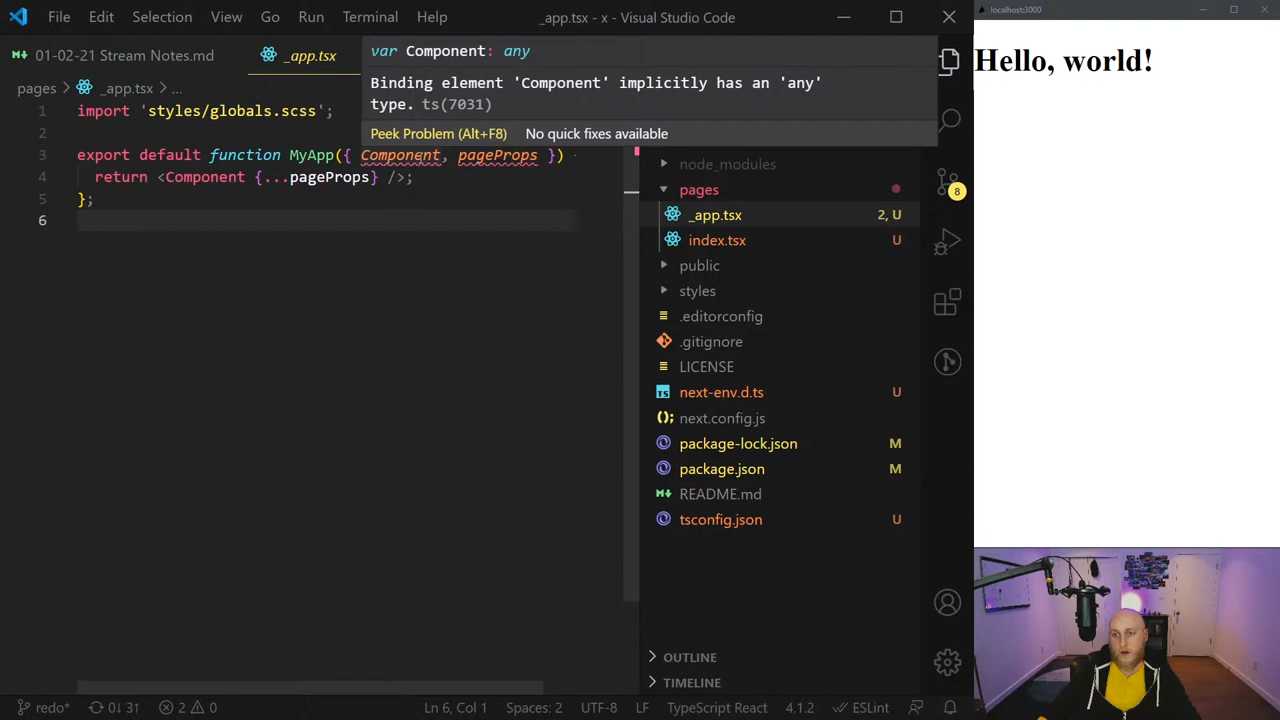 File Edit Selection View Go Run Terminal Help _app.tsx - x - Visual Studio Code
localhost:3000
01-02-21 Stream Notes.md _app.tsx
pages > _app.tsx > ...
var Component: any
Binding element 'Component' implicitly has an 'any'
type. ts(7031)
Peek Problem (Alt+F8) No quick fixes available
1 import 'styles/globals.scss';
2
3 export default function MyApp({ Component, pageProps })
4 return <Component {...pageProps} />;
5 };
6
node_modules
pages
_app.tsx 2, U
index.tsx U
public
styles
.editorconfig
.gitignore
LICENSE
TS next-env.d.ts U
next.config.js
package-lock.json M
package.json M
README.md
tsconfig.json U
OUTLINE
TIMELINE
8
Hello, world!
redo* 0↓ 31↑ 2 0 Ln 6, Col 1 Spaces: 2 UTF-8 LF TypeScript React 4.1.2 ESLint